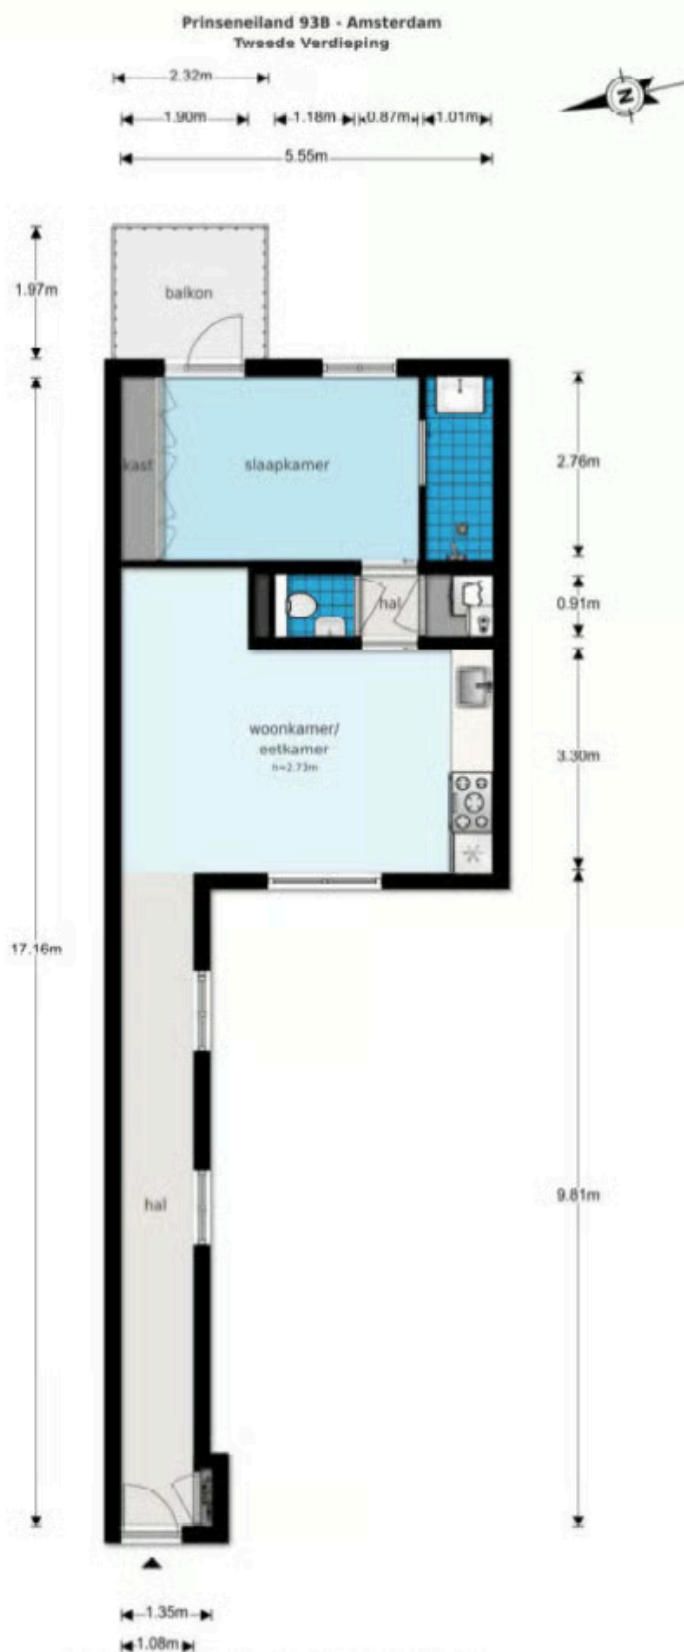 Prinseneiland 93B - Amsterdam
Tweede Verdieping
2.32m
1.90m
1.18m
0.87m
1.01m
5.55m
N
1.97m
balkon
kast
slaapkamer
2.76m
hal
0.91m
woonkamer/
eetkamer
h=2.73m
3.30m
17.16m
hal
9.81m
1.35m
1.08m